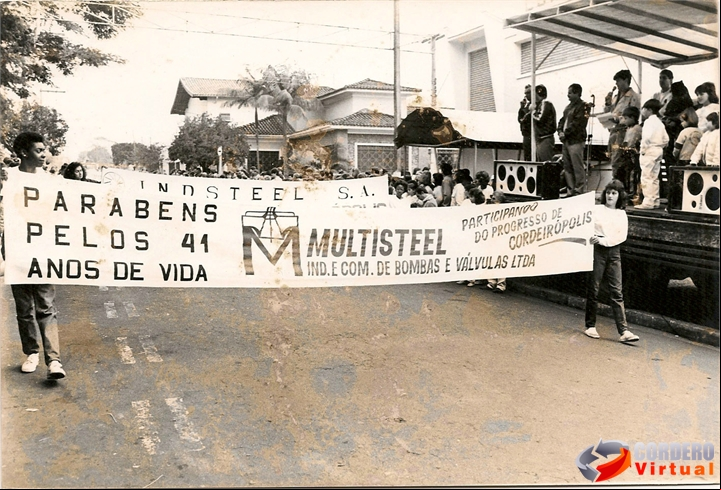 INDSTEEL S.A.
PARABENS
PELOS 41
ANOS DE VIDA
M MULTISTEEL
IND. E COM. DE BOMBAS E VÁLVULAS LTDA
PARTICIPANDO
DO PROGRESSO DE
CORDEIRÓPOLIS
CORDERO
Virtual